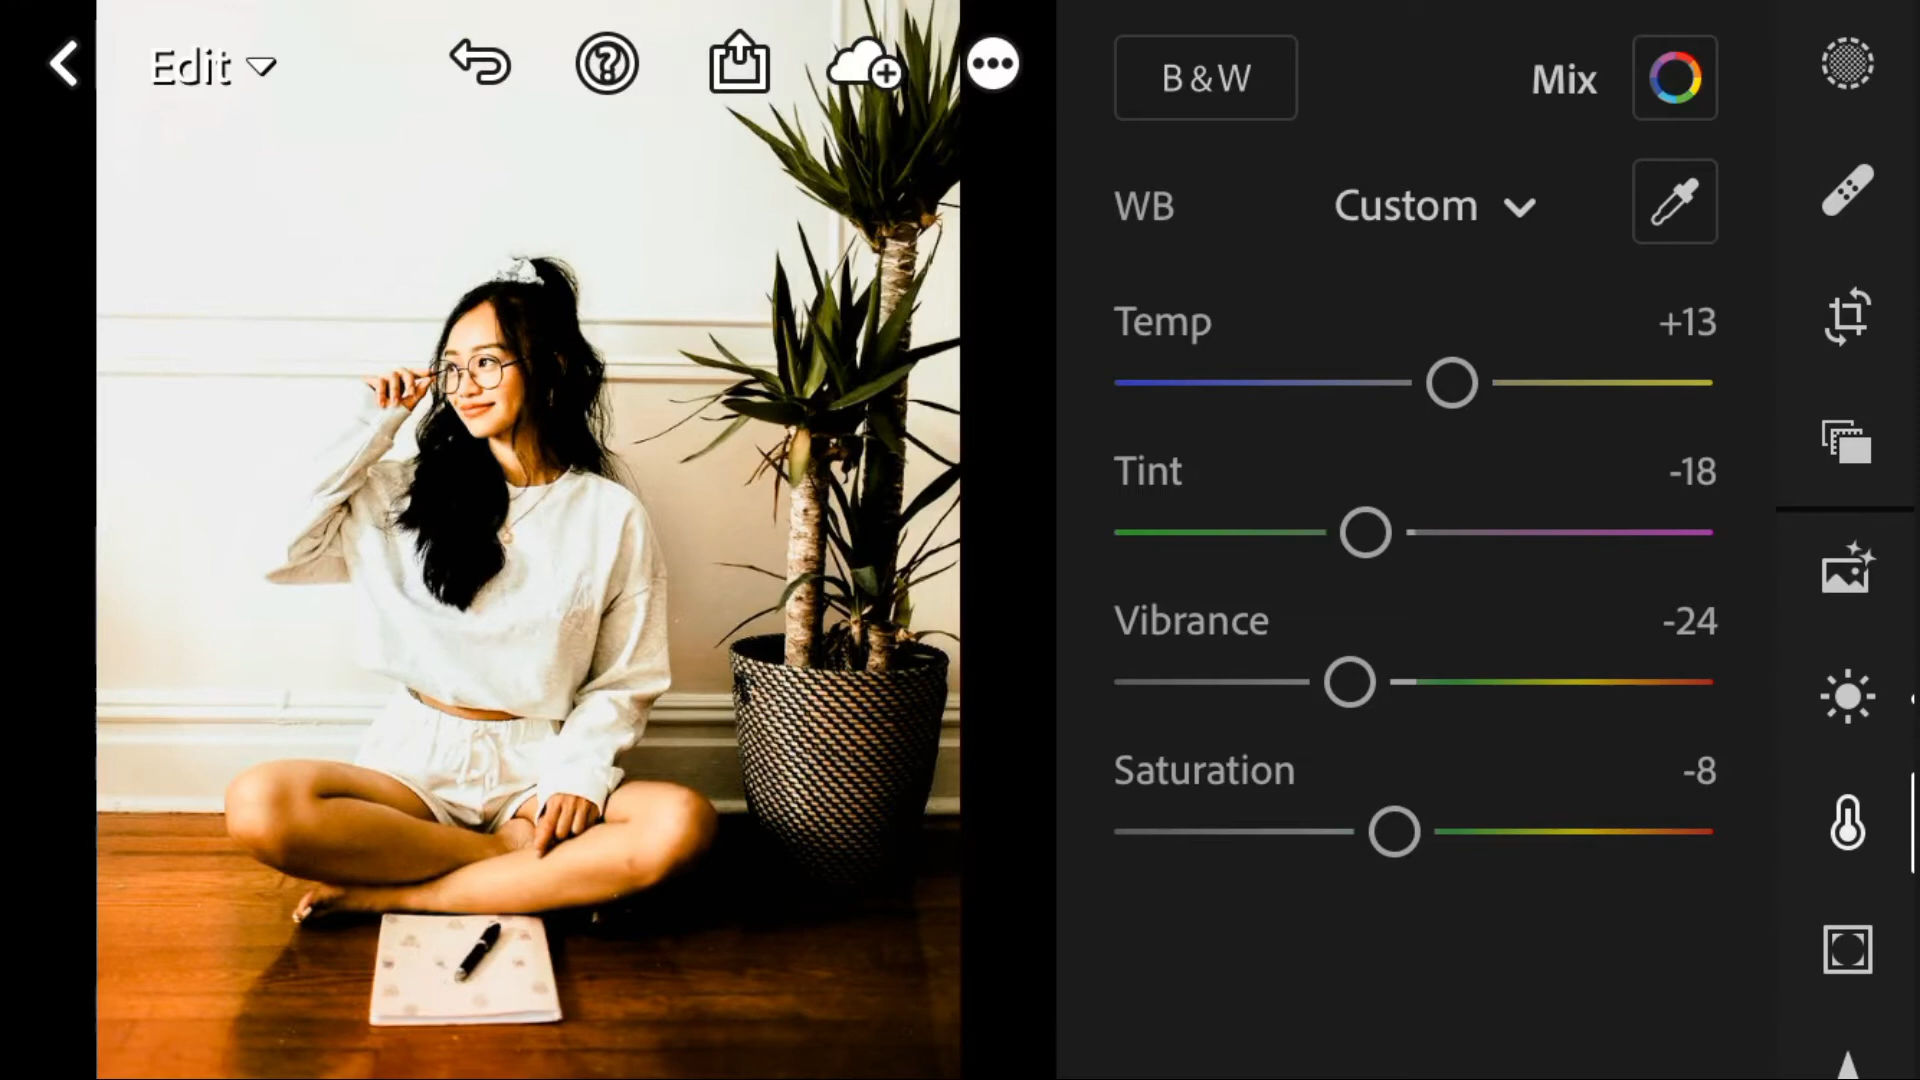 Edit
B&W
Mix
WB
Custom
Temp
+13
Tint
-18
Vibrance
-24
Saturation
-8